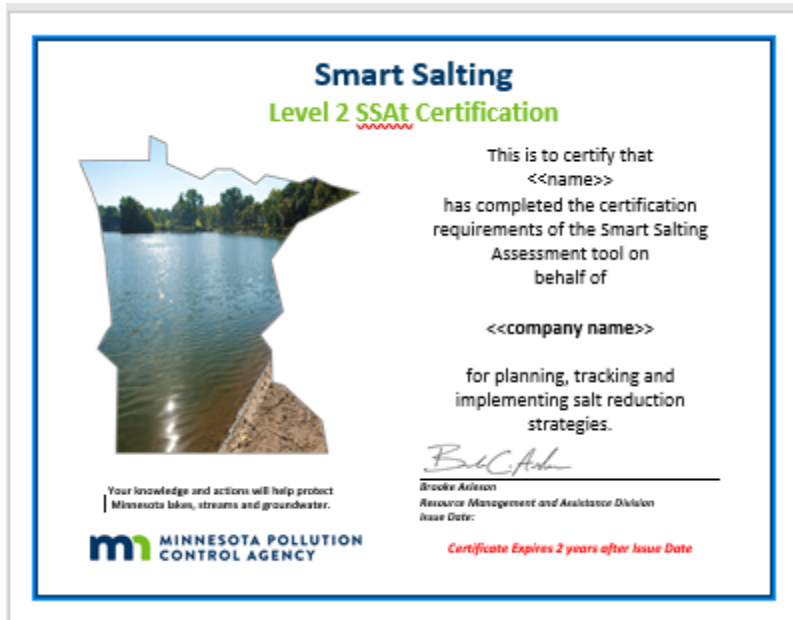 Smart Salting
Level 2 SSAt Certification
This is to certify that
<<name>>
has completed the certification
requirements of the Smart Salting
Assessment tool on
behalf of
<<company name>>
for planning, tracking and
implementing salt reduction
strategies.
Brooke Asleson
Resource Management and Assistance Division
Issue Date:
Certificate Expires 2 years after Issue Date
Your knowledge and actions will help protect
Minnesota lakes, streams and groundwater.
MINNESOTA POLLUTION
CONTROL AGENCY